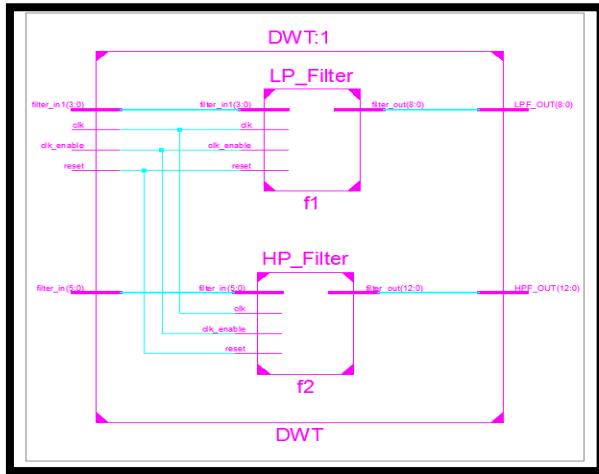 DWT:1
LP_Filter
filter_in1(3:0) filter_in1(3:0) filter_out(8:0) LPF_OUT(8:0)
clk clk
clk_enable clk_enable
reset reset
f1
HP_Filter
filter_in(5:0) filter_in(5:0) filter_out(12:0) HPF_OUT(12:0)
clk
clk_enable
reset
f2
DWT